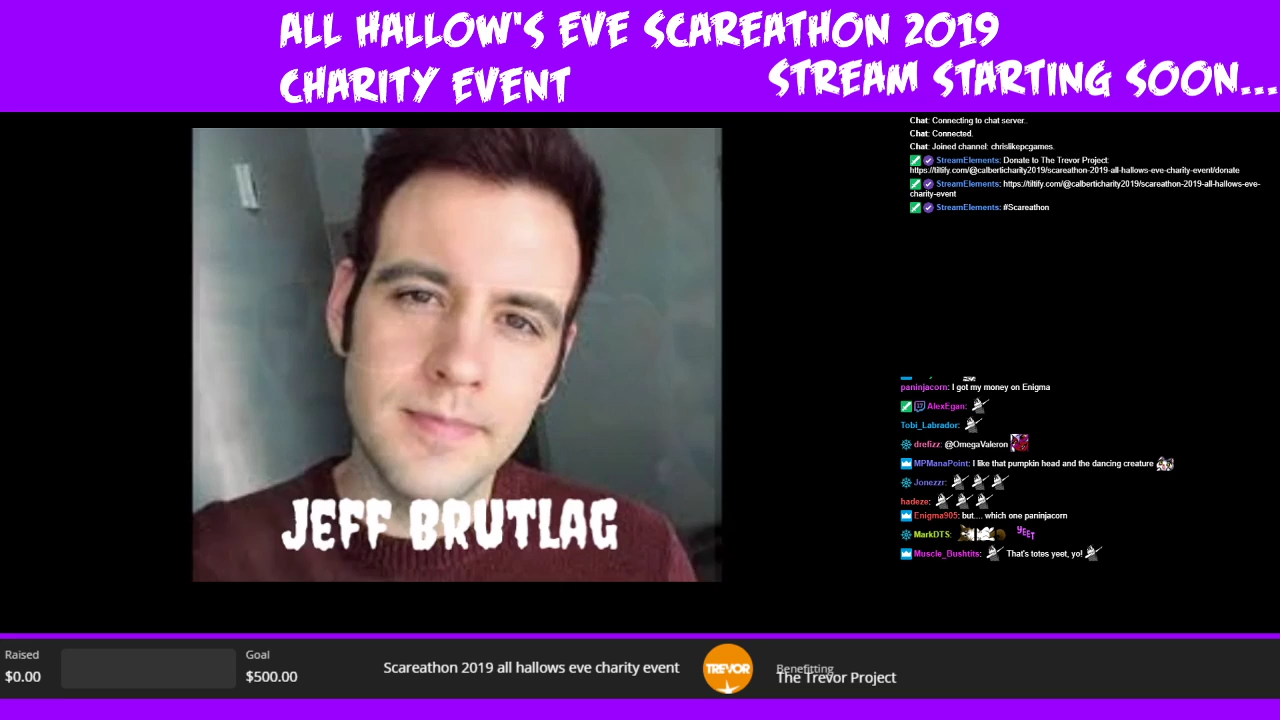 ALL HALLOW'S EVE SCAREATHON 2019
CHARITY EVENT
STREAM STARTING SOON...
Chat: Connecting to chat server..
Chat: Connected.
Chat: Joined channel: chrislikepcgames.
StreamElements: Donate to The Trevor Project:
https://tiltify.com/@calberticharity2019/scareathon-2019-all-hallows-eve-charity-event/donate
StreamElements: https://tiltify.com/@calberticharity2019/scareathon-2019-all-hallows-eve-
charity-event
StreamElements: #Scareathon
paninjacorn: I got my money on Enigma
AlexEgan:
Tobi_Labrador:
drefizz: @OmegaValeron
MPManaPoint: I like that pumpkin head and the dancing creature
Jonezzr:
hadeze:
Enigma905: but.... which one paninjacorn
MarkDTS: YEET
Muscle_Bushtits: That's totes yeet, yo!
JEFF BRUTLAG
Raised
$0.00
Goal
$500.00
Scareathon 2019 all hallows eve charity event
TREVOR
Benefitting
The Trevor Project